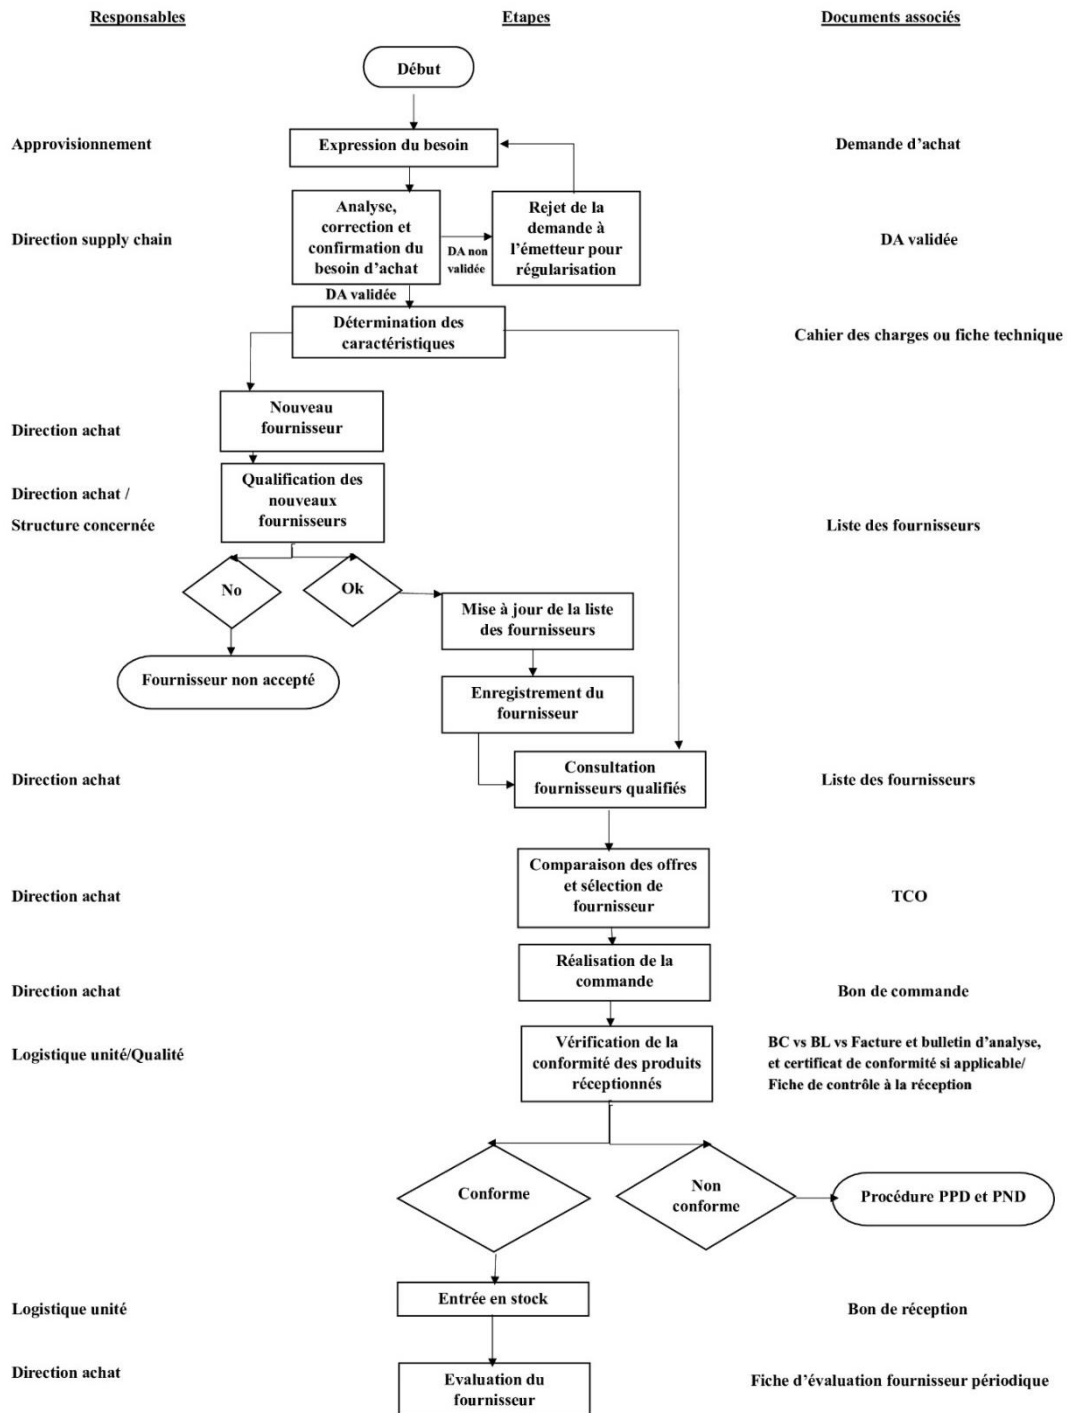 Responsables
Etapes
Documents associés
Début
Approvisionnement
Expression du besoin
Demande d'achat
Direction supply chain
Analyse,
correction et
confirmation du
besoin d'achat
DA non
validée
Rejet de la
demande à
l'émetteur pour
régularisation
DA validée
DA validée
Détermination des
caractéristiques
Cahier des charges ou fiche technique
Direction achat
Nouveau
fournisseur
Direction achat /
Structure concernée
Qualification des
nouveaux
fournisseurs
Liste des fournisseurs
No
Ok
Mise à jour de la liste
des fournisseurs
Fournisseur non accepté
Enregistrement du
fournisseur
Direction achat
Consultation
fournisseurs qualifiés
Liste des fournisseurs
Direction achat
Comparaison des offres
et sélection de
fournisseur
TCO
Direction achat
Réalisation de la
commande
Bon de commande
Logistique unité/Qualité
Vérification de la
conformité des produits
réceptionnés
BC vs BL vs Facture et bulletin d'analyse,
et certificat de conformité si applicable/
Fiche de contrôle à la réception
Conforme
Non
conforme
Procédure PPD et PND
Logistique unité
Entrée en stock
Bon de réception
Direction achat
Evaluation du
fournisseur
Fiche d'évaluation fournisseur périodique